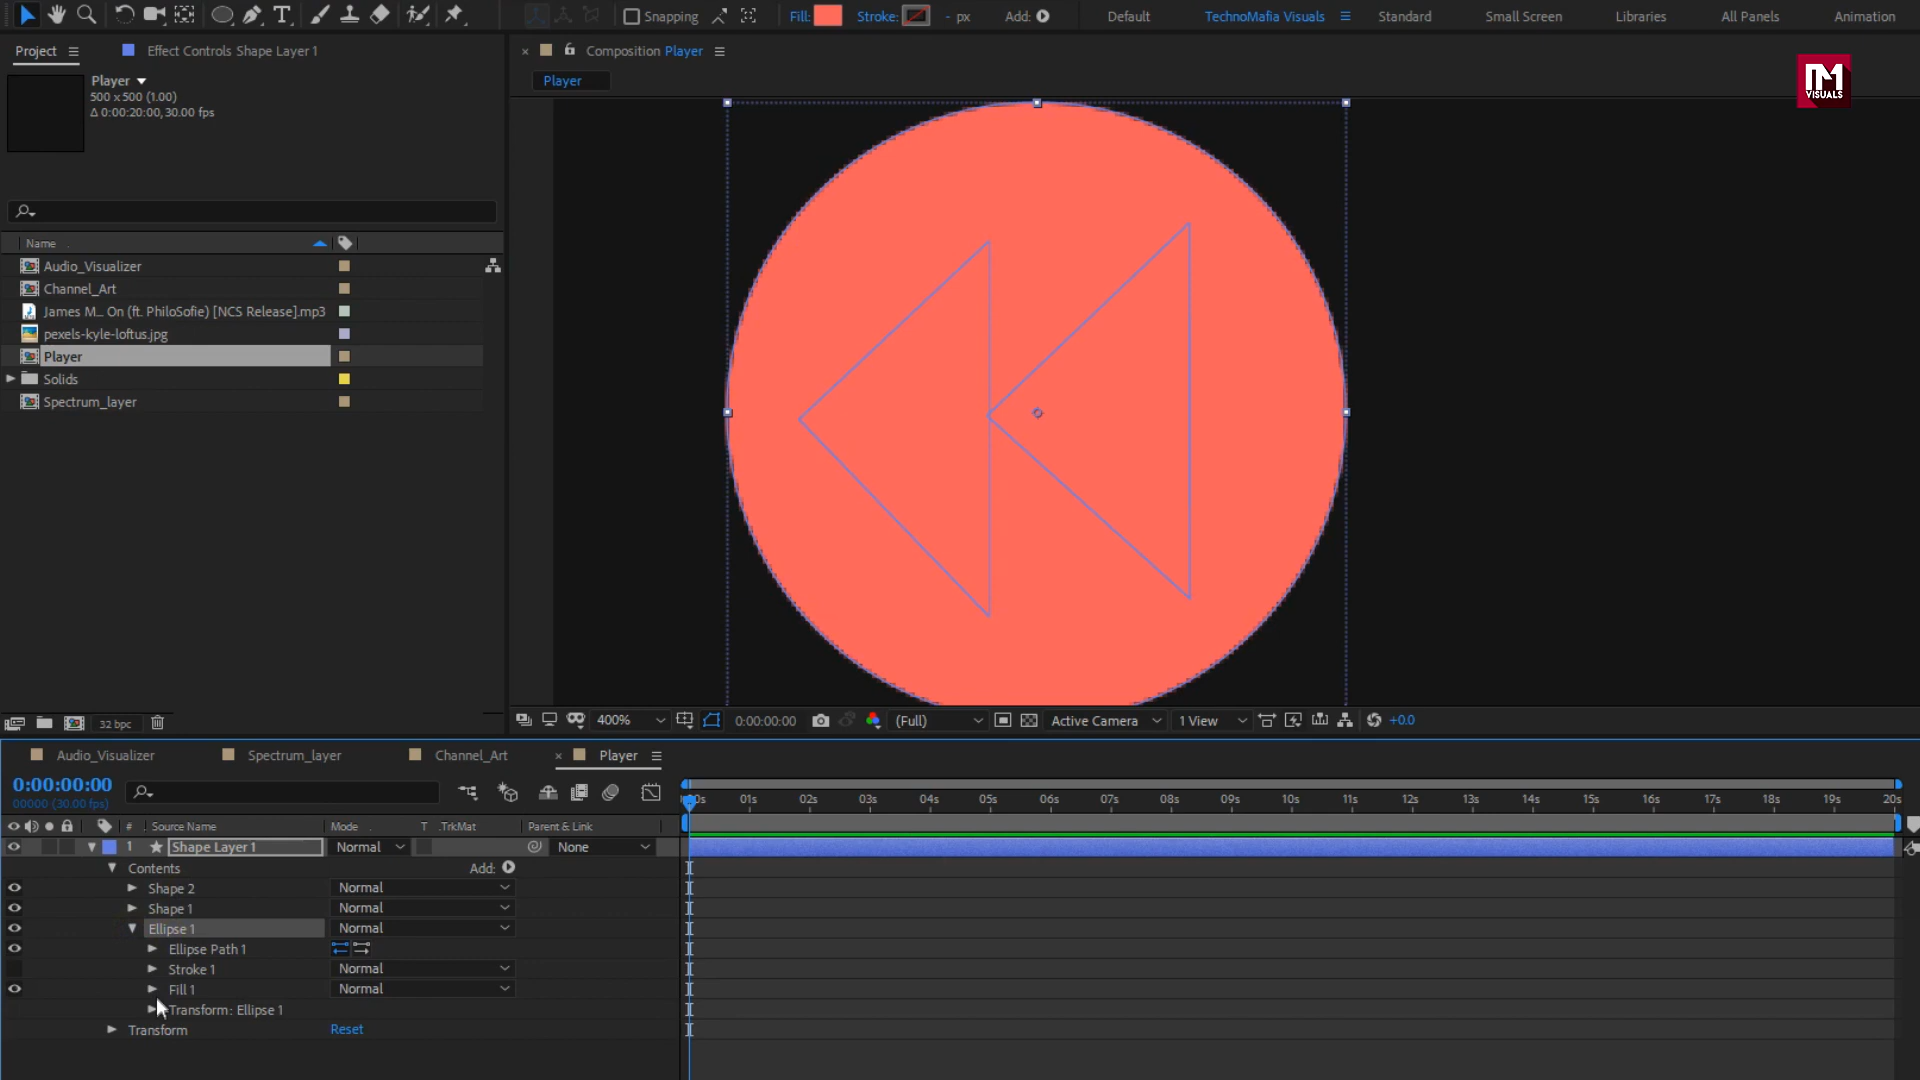 Snapping Fill: Stroke: - px Add: Default TechnoMafia Visuals Standard Small Screen Libraries All Panels Animation
Project Effect Controls Shape Layer 1 Composition Player
Player Player
500 x 500 (1.00)
Δ 0:00:20:00, 30.00 fps
VISUALS
Name
Audio_Visualizer
Channel_Art
James M... On (ft. PhiloSofie) [NCS Release].mp3
pexels-kyle-loftus.jpg
Player
Solids
Spectrum_layer
32 bpc 400% 0:00:00:00 (Full) Active Camera 1 View +0.0
Audio_Visualizer Spectrum_layer Channel_Art × Player
0:00:00:00
00000 (30.00 fps)
00s 01s 02s 03s 04s 05s 06s 07s 08s 09s 10s 11s 12s 13s 14s 15s 16s 17s 18s 19s 20s
# Source Name Mode T .TrkMat Parent & Link
1 Shape Layer 1 Normal None
Contents Add:
Shape 2 Normal
Shape 1 Normal
Ellipse 1 Normal
Ellipse Path 1
Stroke 1 Normal
Fill 1 Normal
Transform: Ellipse 1
Transform Reset